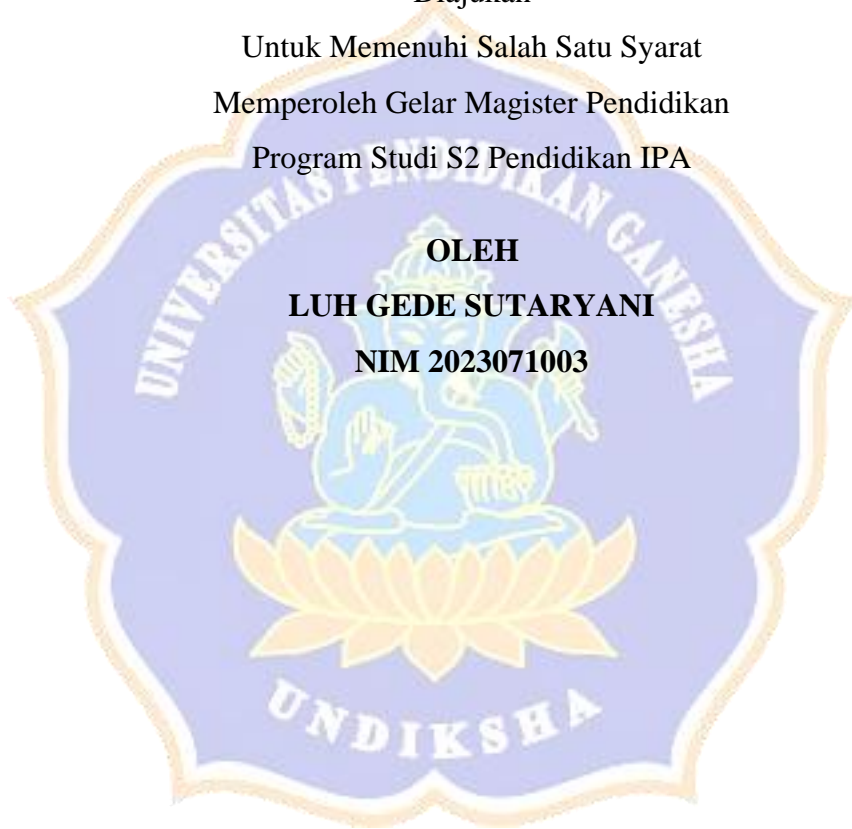 Diajukan
Untuk Memenuhi Salah Satu Syarat
Memperoleh Gelar Magister Pendidikan
Program Studi S2 Pendidikan IPA
UNIVERSITAS PENDIDIKAN GANESHA
OLEH
LUH GEDE SUTARYANI
NIM 2023071003
UNDIKSHA